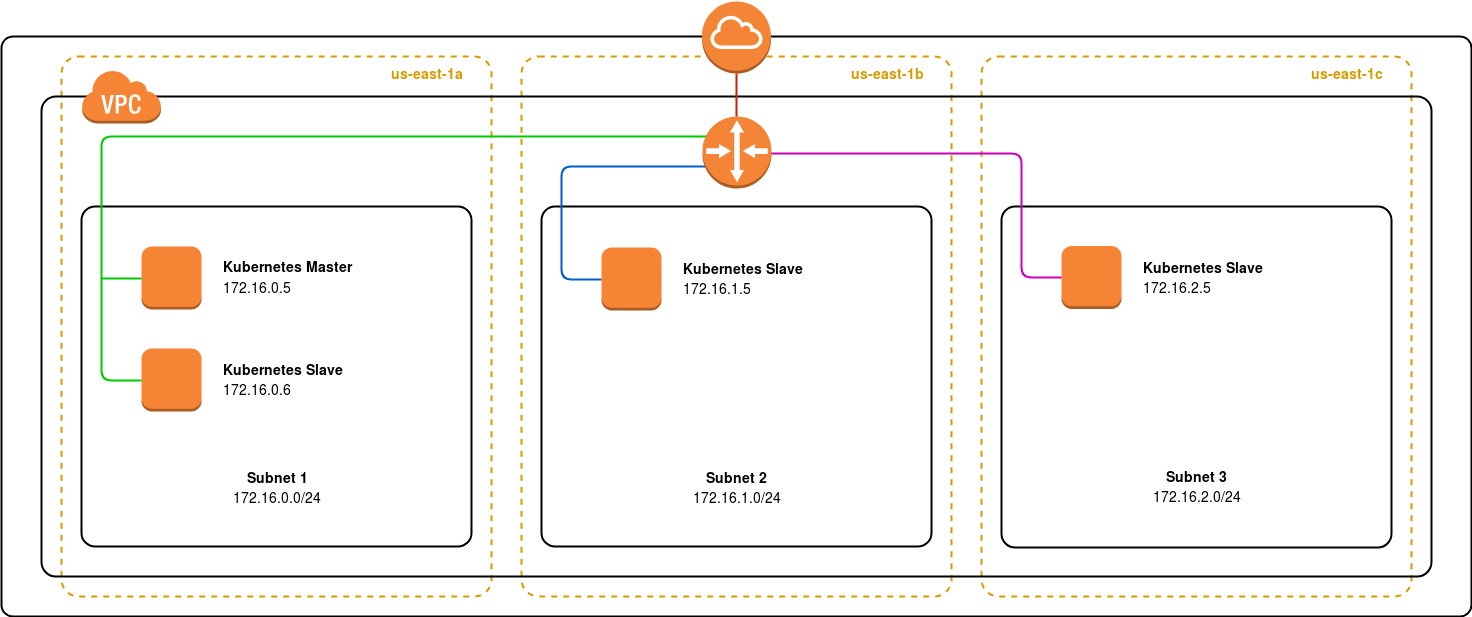 us-east-1a
us-east-1b
us-east-1c
VPC
Kubernetes Master
172.16.0.5
Kubernetes Slave
172.16.0.6
Subnet 1
172.16.0.0/24
Kubernetes Slave
172.16.1.5
Subnet 2
172.16.1.0/24
Kubernetes Slave
172.16.2.5
Subnet 3
172.16.2.0/24